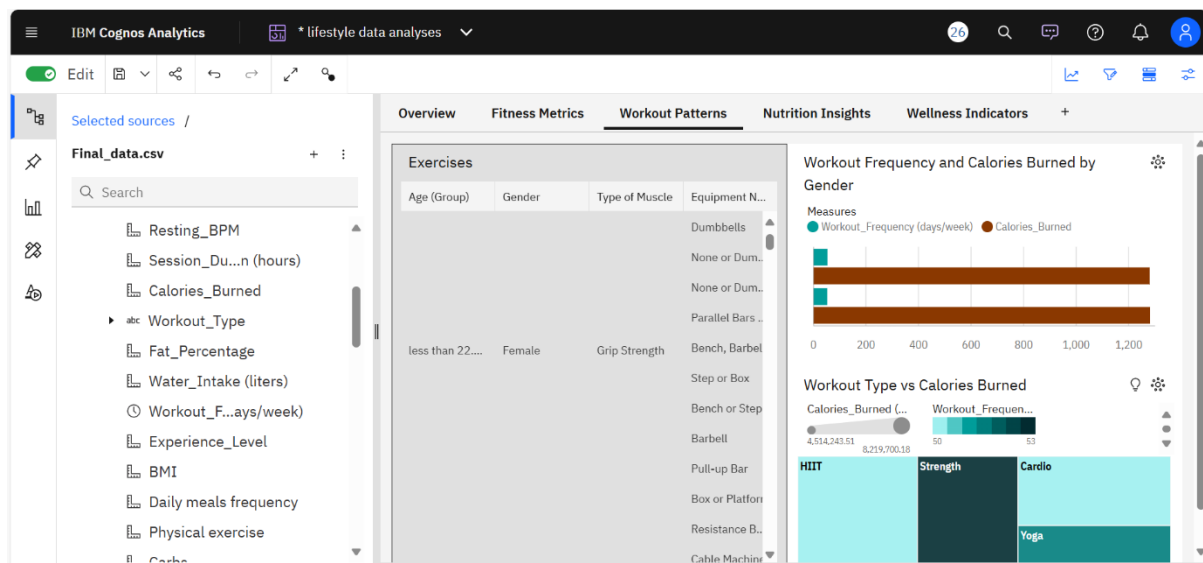 IBM Cognos Analytics
* lifestyle data analyses
26
Edit
Selected sources /
Final_data.csv
Search
Resting_BPM
Session_Du...n (hours)
Calories_Burned
abc Workout_Type
Fat_Percentage
Water_Intake (liters)
Workout_F...ays/week)
Experience_Level
BMI
Daily meals frequency
Physical exercise
Carbs
Overview
Fitness Metrics
Workout Patterns
Nutrition Insights
Wellness Indicators
+
Exercises
Age (Group)
Gender
Type of Muscle
Equipment N...
less than 22....
Female
Grip Strength
Dumbbells
None or Dum..
None or Dum..
Parallel Bars ..
Bench, Barbel
Step or Box
Bench or Step
Barbell
Pull-up Bar
Box or Platforr
Resistance B..
Cable Machine
Workout Frequency and Calories Burned by
Gender
Measures
Workout_Frequency (days/week)
Calories_Burned
0 200 400 600 800 1,000 1,200
Workout Type vs Calories Burned
Calories_Burned (...
Workout_Frequen...
4,514,243.51
8,219,700.18
50
53
HIIT
Strength
Cardio
Yoga